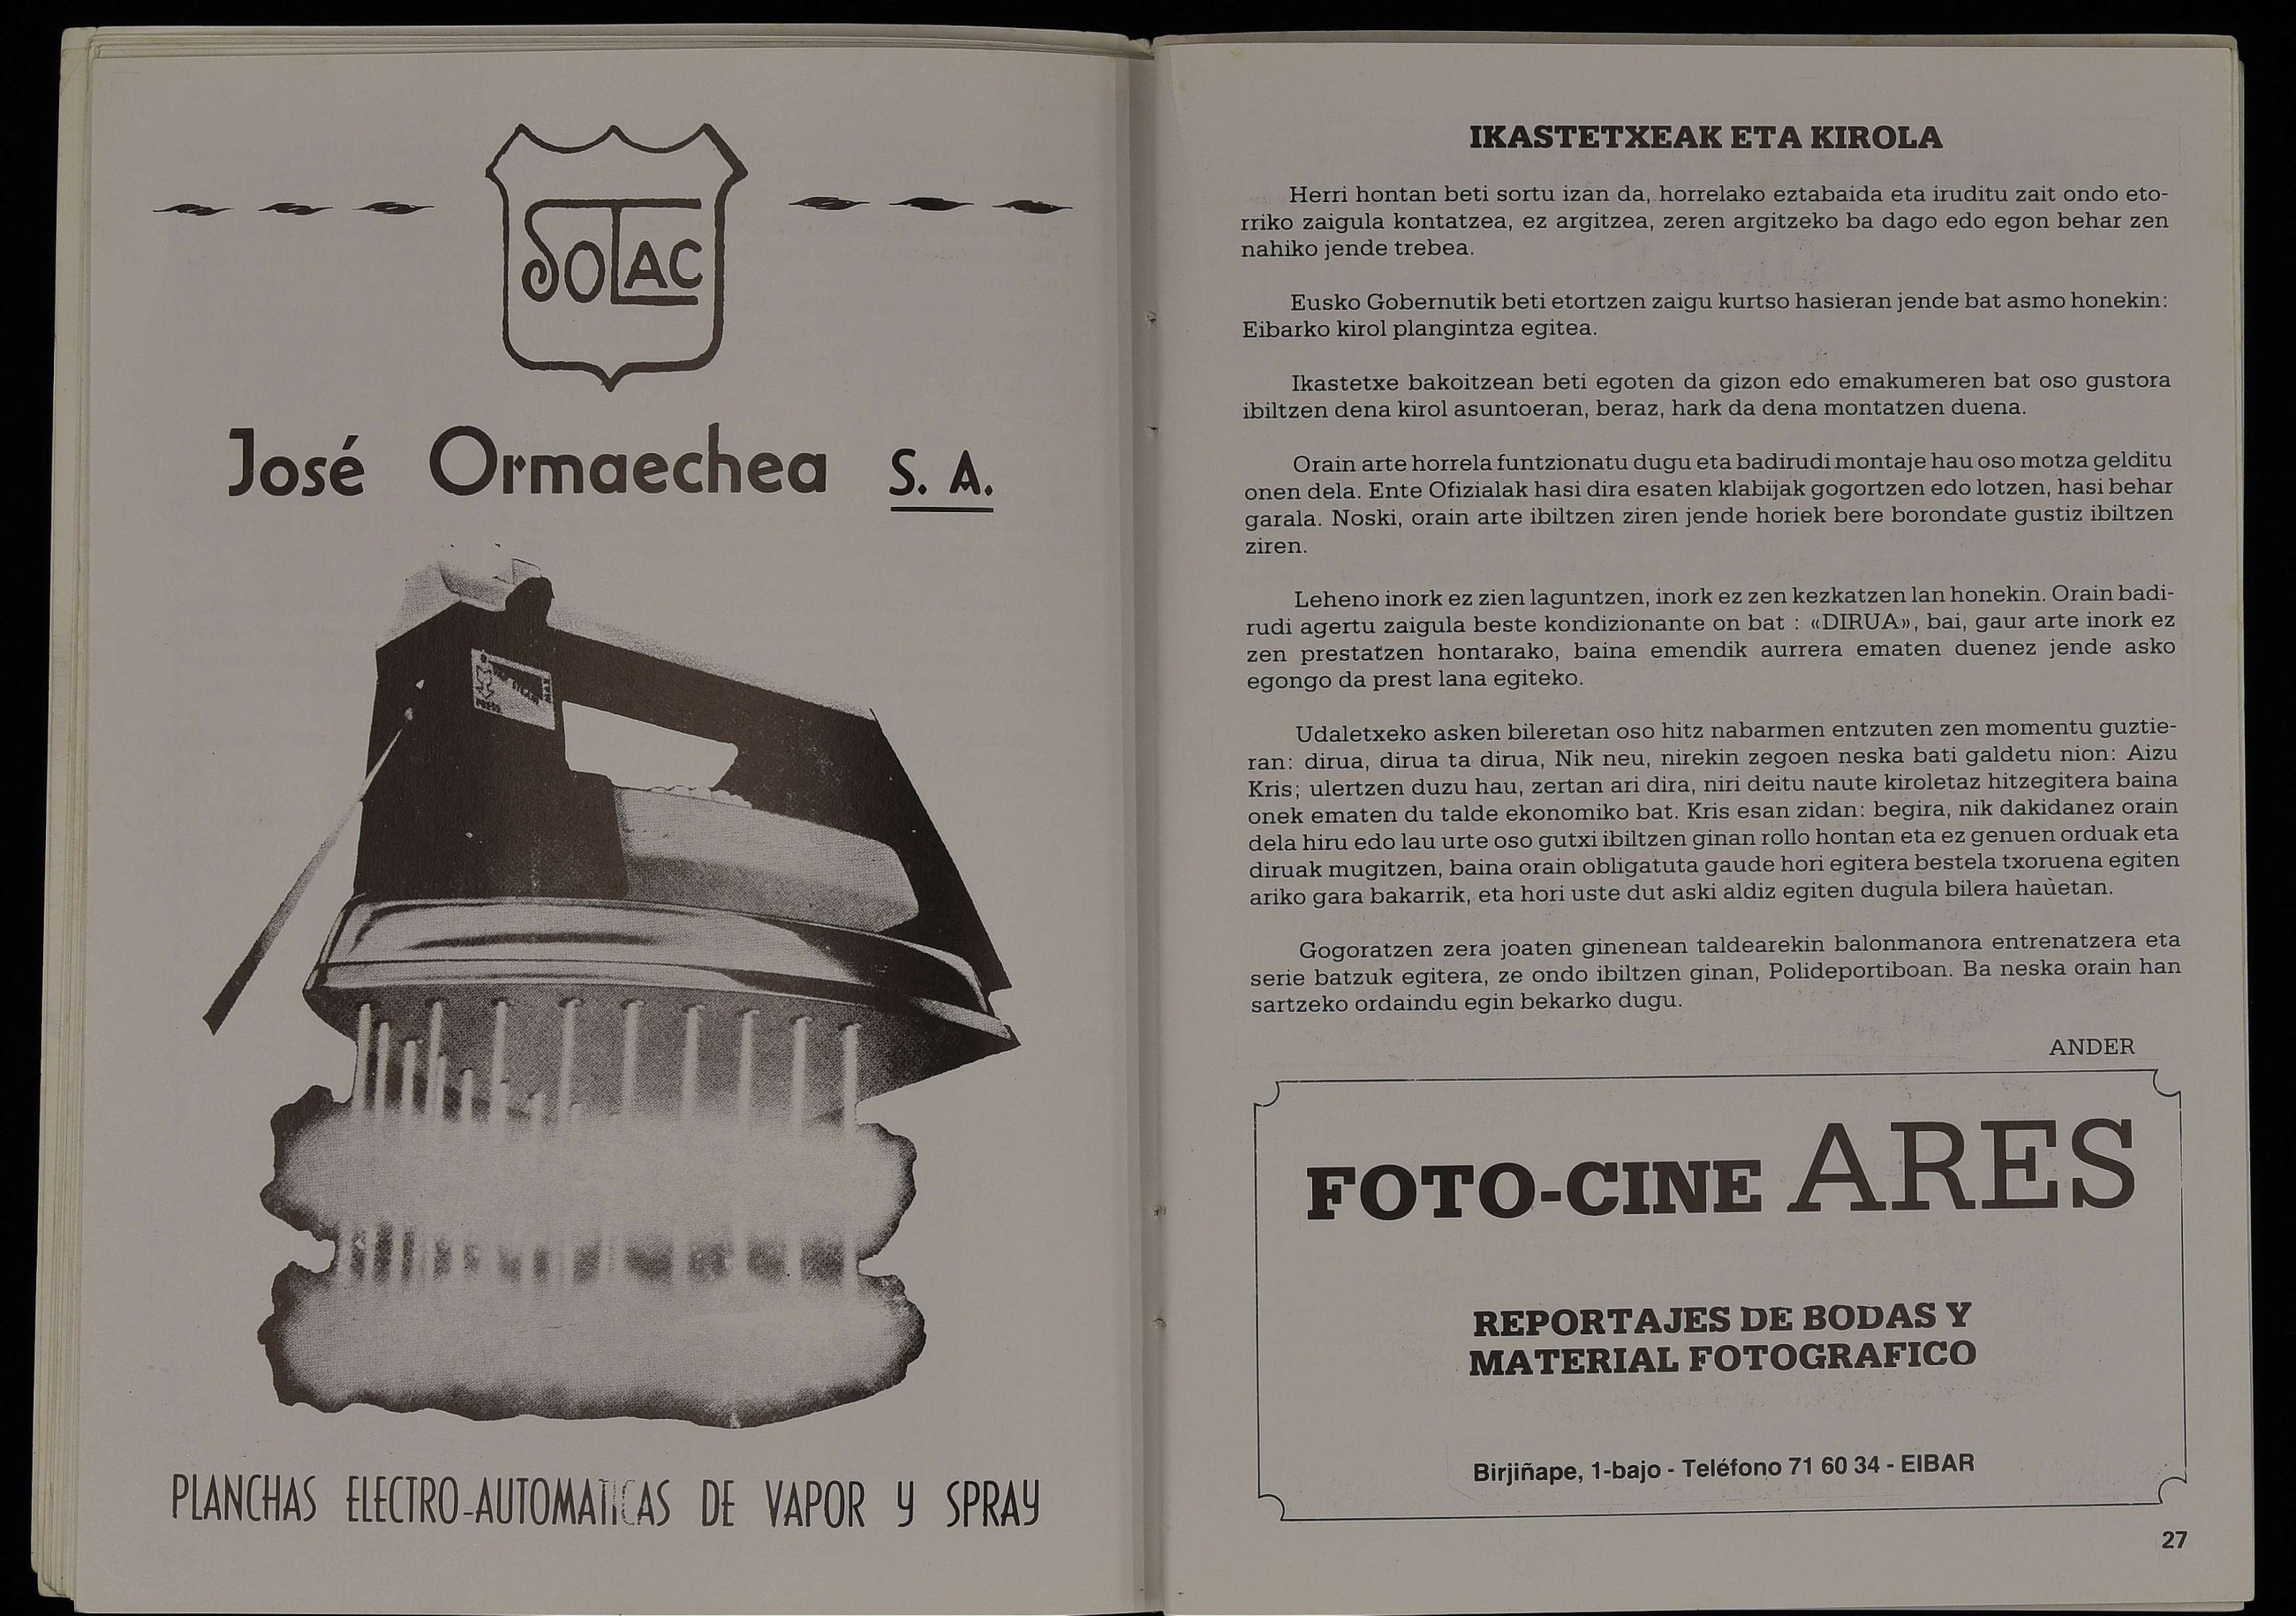 SOLAC
José Ormaechea S. A.
PLANCHAS ELECTRO-AUTOMATICAS DE VAPOR Y SPRAY
IKASTETXEAK ETA KIROLA
Herri hontan beti sortu izan da, horrelako eztabaida eta iruditu zait ondo eto-
rriko zaigula kontatzea, ez argitzea, zeren argitzeko ba dago edo egon behar zen
nahiko jende trebea.
Eusko Gobernutik beti etortzen zaigu kurtso hasieran jende bat asmo honekin:
Eibarko kirol plangintza egitea.
Ikastetxe bakoitzean beti egoten da gizon edo emakumeren bat oso gustora
ibiltzen dena kirol asuntoeran, beraz, hark da dena montatzen duena.
Orain arte horrela funtzionatu dugu eta badirudi montaje hau oso motza gelditu
onen dela. Ente Ofizialak hasi dira esaten klabijak gogortzen edo lotzen, hasi behar
garala. Noski, orain arte ibiltzen ziren jende horiek bere borondate gustiz ibiltzen
ziren.
Leheno inork ez zien laguntzen, inork ez zen kezkatzen lan honekin. Orain badi-
rudi agertu zaigula beste kondizionante on bat : «DIRUA», bai, gaur arte inork ez
zen prestatzen hontarako, baina emendik aurrera ematen duenez jende asko
egongo da prest lana egiteko.
Udaletxeko asken bileretan oso hitz nabarmen entzuten zen momentu guztie-
ran: dirua, dirua ta dirua, Nik neu, nirekin zegoen neska bati galdetu nion: Aizu
Kris; ulertzen duzu hau, zertan ari dira, niri deitu naute kiroletaz hitzegitera baina
onek ematen du talde ekonomiko bat. Kris esan zidan: begira, nik dakidanez orain
dela hiru edo lau urte oso gutxi ibiltzen ginan rollo hontan eta ez genuen orduak eta
diruak mugitzen, baina orain obligatuta gaude hori egitera bestela txoruena egiten
ariko gara bakarrik, eta hori uste dut aski aldiz egiten dugula bilera hauetan.
Gogoratzen zera joaten ginenean taldearekin balonmanora entrenatzera eta
serie batzuk egitera, ze ondo ibiltzen ginan, Polideportiboan. Ba neska orain han
sartzeko ordaindu egin bekarko dugu.
ANDER
FOTO-CINE ARES
REPORTAJES DE BODAS Y
MATERIAL FOTOGRAFICO
Birjiñape, 1-bajo - Teléfono 71 60 34 - EIBAR
27